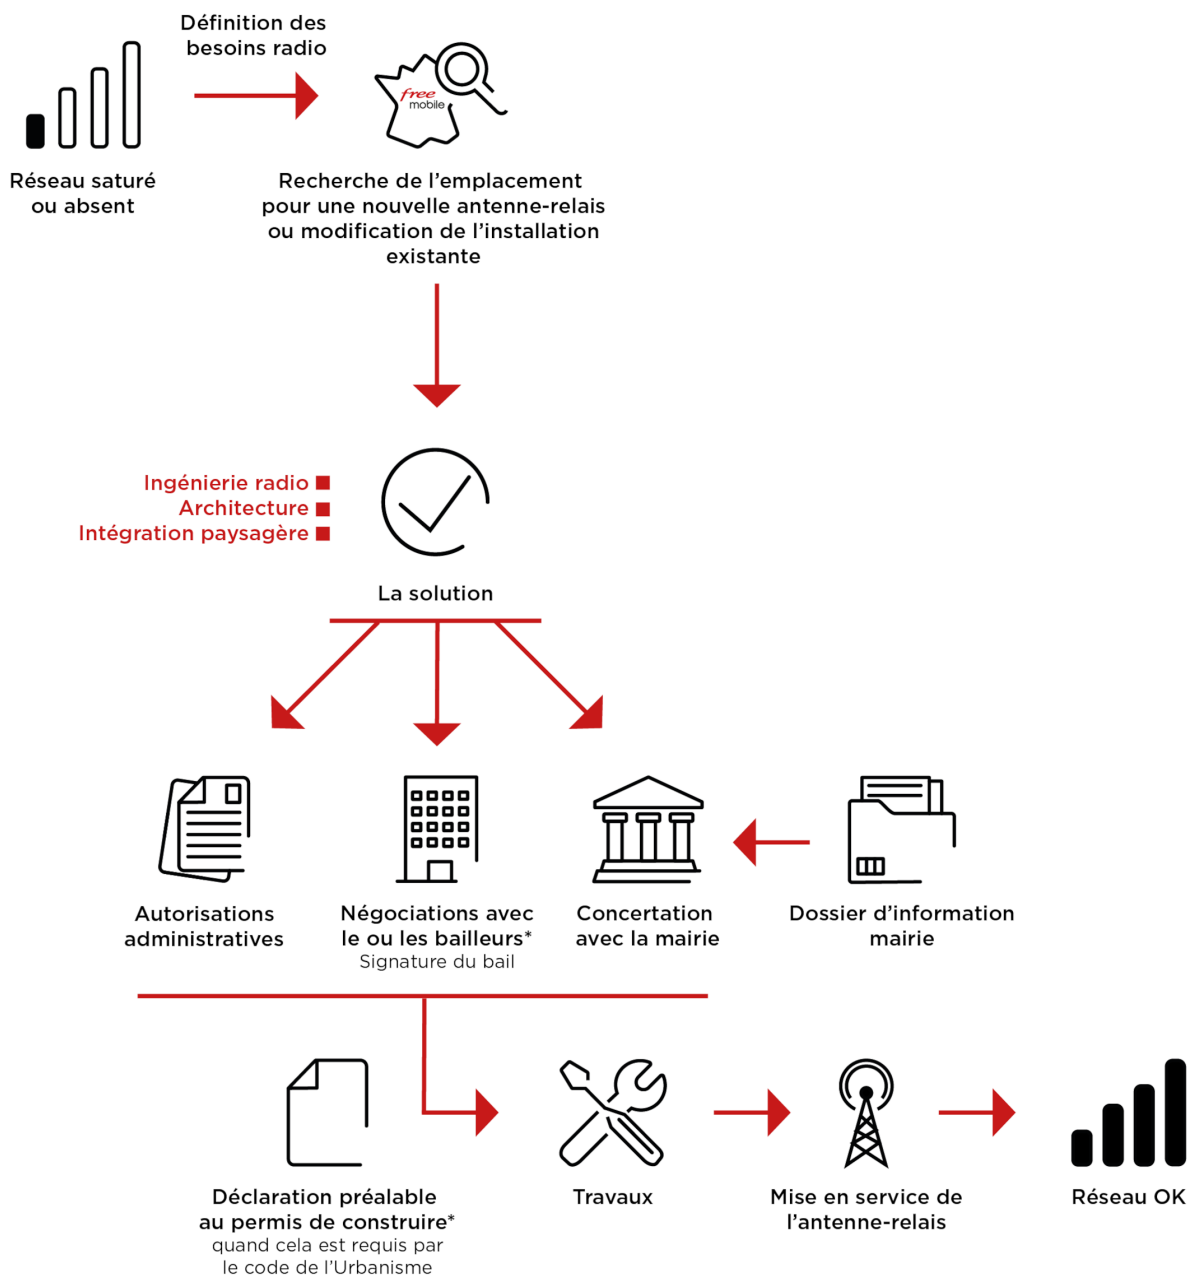 Définition des
besoins radio
free
mobile
Réseau saturé
ou absent
Recherche de l'emplacement
pour une nouvelle antenne-relais
ou modification de l'installation
existante
Ingénierie radio
Architecture
Intégration paysagère
La solution
Autorisations
administratives
Négociations avec
le ou les bailleurs*
Signature du bail
Concertation
avec la mairie
Dossier d'information
mairie
Déclaration préalable
au permis de construire*
quand cela est requis par
le code de l'Urbanisme
Travaux
Mise en service de
l'antenne-relais
Réseau OK